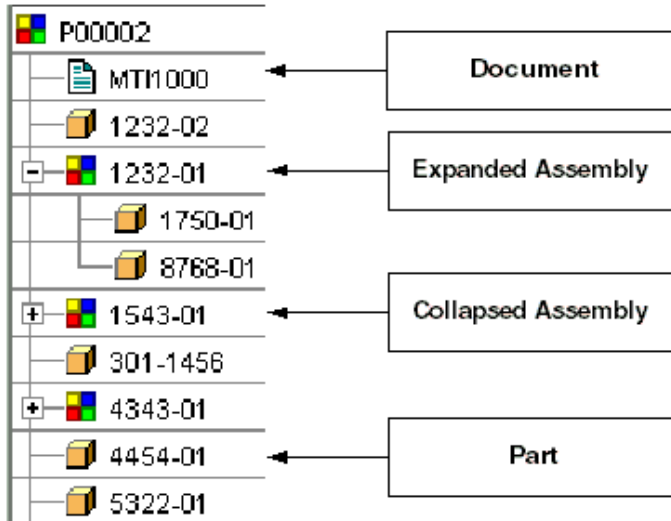 P00002
MTI1000
Document
1232-02
1232-01
Expanded Assembly
1750-01
8768-01
1543-01
Collapsed Assembly
301-1456
4343-01
4454-01
Part
5322-01